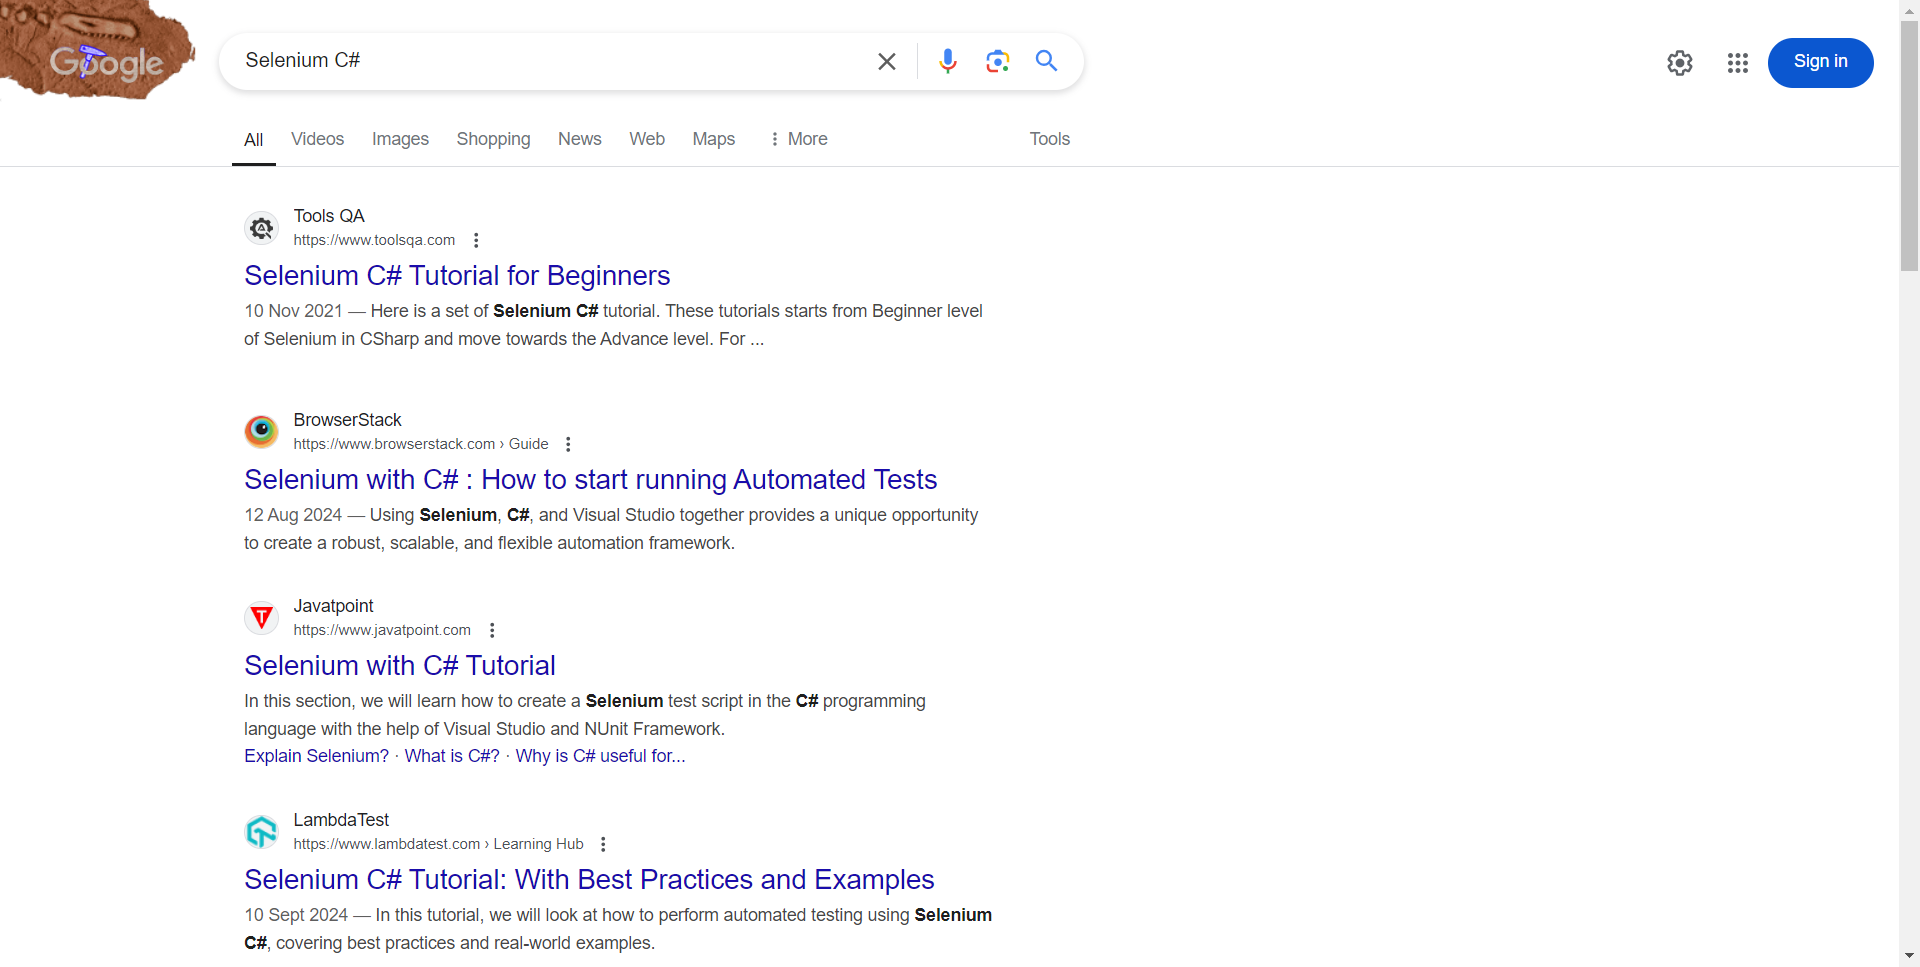 Google
Selenium C#
Sign in
All Videos Images Shopping News Web Maps More Tools
Tools QA
https://www.toolsqa.com
Selenium C# Tutorial for Beginners
10 Nov 2021 — Here is a set of Selenium C# tutorial. These tutorials starts from Beginner level
of Selenium in CSharp and move towards the Advance level. For ...
BrowserStack
https://www.browserstack.com › Guide
Selenium with C# : How to start running Automated Tests
12 Aug 2024 — Using Selenium, C#, and Visual Studio together provides a unique opportunity
to create a robust, scalable, and flexible automation framework.
Javatpoint
https://www.javatpoint.com
Selenium with C# Tutorial
In this section, we will learn how to create a Selenium test script in the C# programming
language with the help of Visual Studio and NUnit Framework.
Explain Selenium? · What is C#? · Why is C# useful for...
LambdaTest
https://www.lambdatest.com › Learning Hub
Selenium C# Tutorial: With Best Practices and Examples
10 Sept 2024 — In this tutorial, we will look at how to perform automated testing using Selenium
C#, covering best practices and real-world examples.